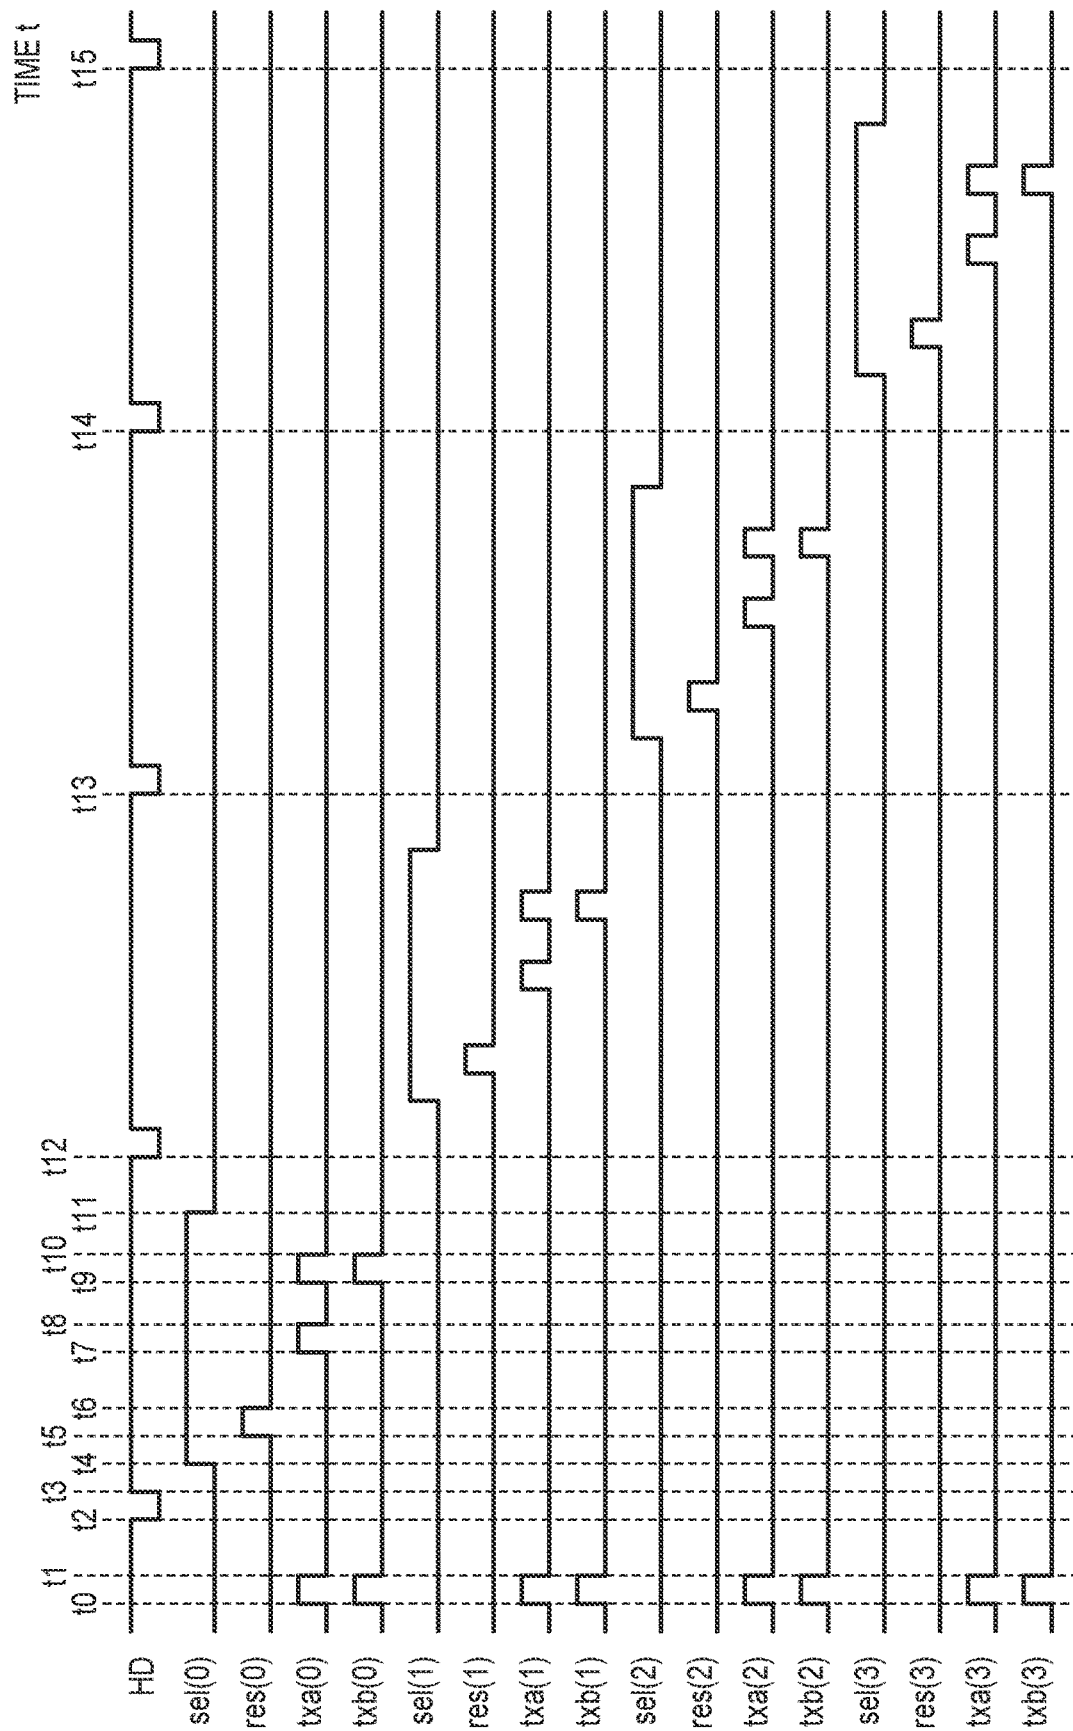 TIME t
t0 t1 t2 t3 t4 t5 t6 t7 t8 t9 t10 t11 t12 t13 t14 t15
HD
sel(0)
res(0)
txa(0)
txb(0)
sel(1)
res(1)
txa(1)
txb(1)
sel(2)
res(2)
txa(2)
txb(2)
sel(3)
res(3)
txa(3)
txb(3)